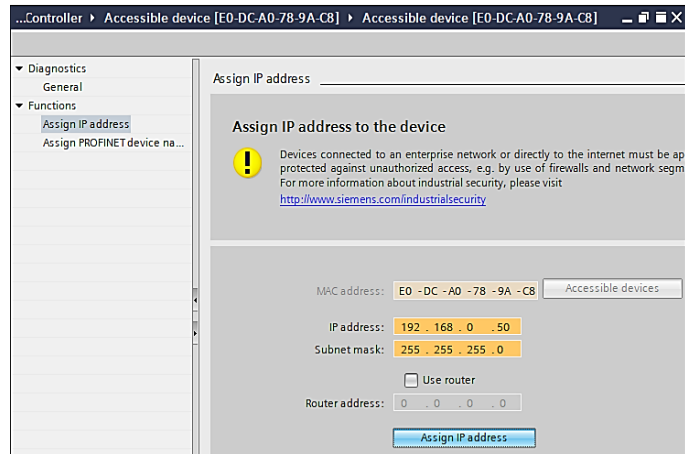 ...Controller ▸ Accessible device [E0-DC-A0-78-9A-C8] ▸ Accessible device [E0-DC-A0-78-9A-C8]
Diagnostics
General
Functions
Assign IP address
Assign PROFINET device na...
Assign IP address
Assign IP address to the device
Devices connected to an enterprise network or directly to the internet must be ap
protected against unauthorized access, e.g. by use of firewalls and network segm
For more information about industrial security, please visit
http://www.siemens.com/industrialsecurity
MAC address: E0 -DC -A0 -78 -9A -C8 Accessible devices
IP address: 192 . 168 . 0 . 50
Subnet mask: 255 . 255 . 255 . 0
Use router
Router address: 0 . 0 . 0 . 0
Assign IP address